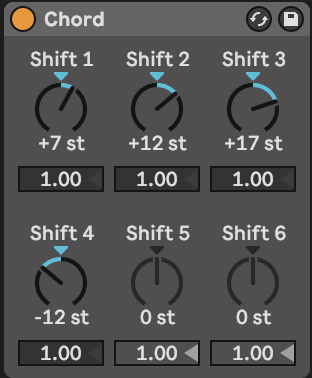 Chord
Shift 1 Shift 2 Shift 3
+7 st +12 st +17 st
1.00 1.00 1.00
Shift 4 Shift 5 Shift 6
-12 st 0 st 0 st
1.00 1.00 1.00